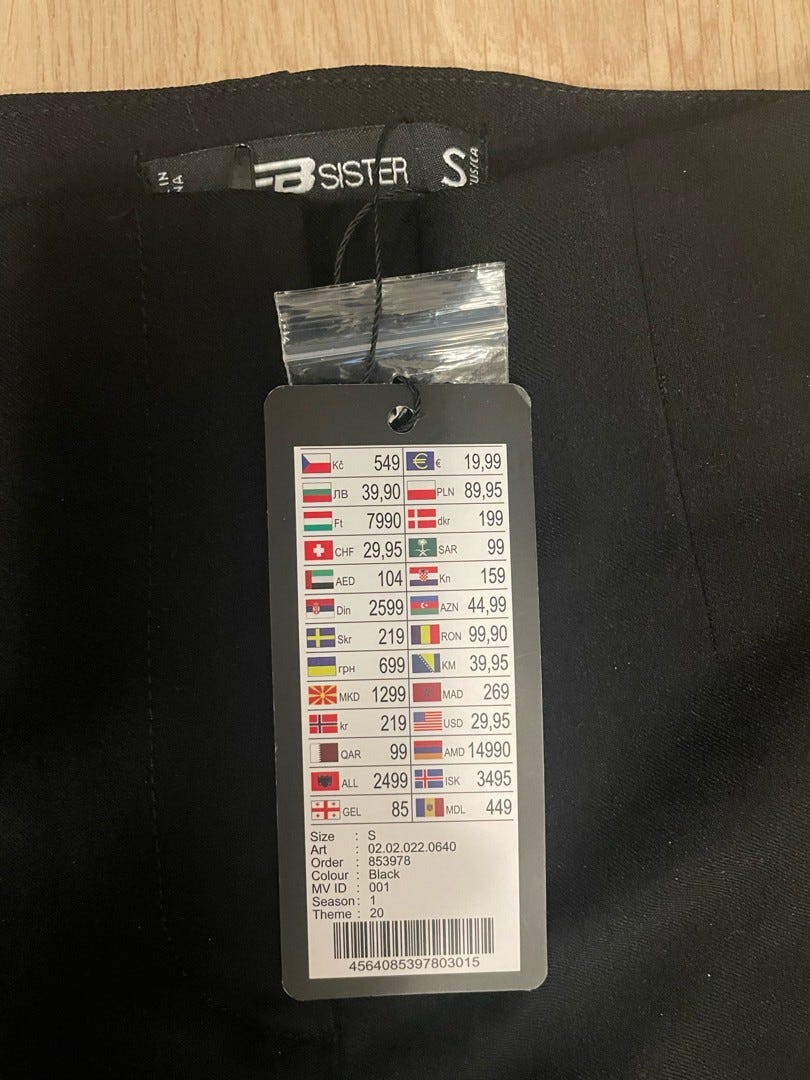 SISTER S
US/CA
IN
NA
Kč 549 € 19,99
ЛВ 39,90 PLN 89,95
Ft 7990 dkr 199
CHF 29,95 SAR 99
AED 104 Kn 159
Din 2599 AZN 44,99
Skr 219 RON 99,90
грн 699 KM 39,95
MKD 1299 MAD 269
kr 219 USD 29,95
QAR 99 AMD 14990
ALL 2499 ISK 3495
GEL 85 MDL 449
Size : S
Art : 02.02.022.0640
Order : 853978
Colour : Black
MV ID : 001
Season : 1
Theme : 20
4564085397803015